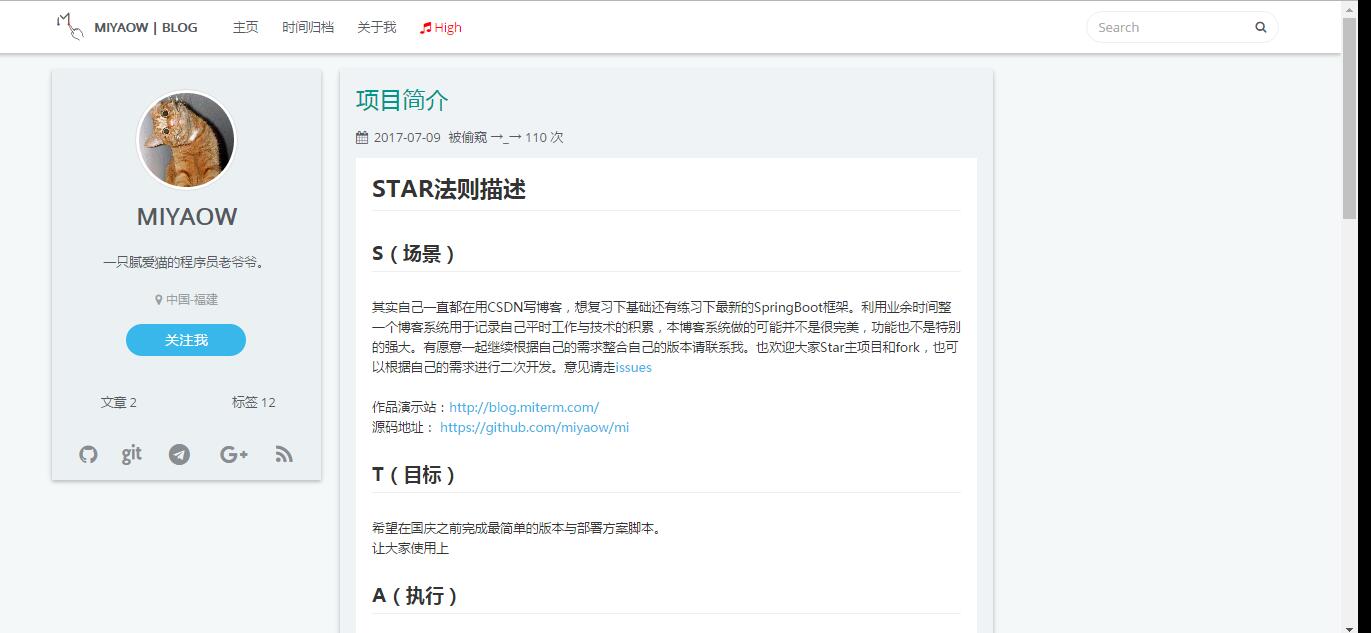 MIYAOW | BLOG 主页 时间归档 关于我 High Search
MIYAOW
一只腻爱猫的程序员老爷爷。
中国-福建
关注我
文章 2 标签 12
git G+
项目简介
2017-07-09 被偷窥 →_→ 110 次
STAR法则描述
S（场景）
其实自己一直都在用CSDN写博客，想复习下基础还有练习下最新的SpringBoot框架。利用业余时间整
一个博客系统用于记录自己平时工作与技术的积累，本博客系统做的可能并不是很完美，功能也不是特别
的强大。有愿意一起继续根据自己的需求整合自己的版本请联系我。也欢迎大家Star主项目和fork，也可
以根据自己的需求进行二次开发。意见请走issues
作品演示站：http://blog.miterm.com/
源码地址： https://github.com/miyaow/mi
T（目标）
希望在国庆之前完成最简单的版本与部署方案脚本。
让大家使用上
A（执行）